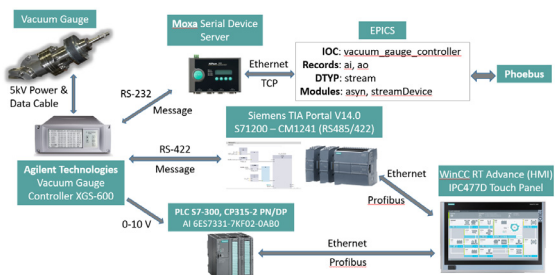 Vacuum Gauge
5kV Power &
Data Cable
Moxa Serial Device
Server
RS-232
Message
Ethernet
TCP
EPICS
IOC: vacuum_gauge_controller
Records: ai, ao
DTYP: stream
Modules: asyn, streamDevice
Phoebus
Siemens TIA Portal V14.0
S71200 – CM1241 (RS485/422)
RS-422
Message
Agilent Technologies
Vacuum Gauge
Controller XGS-600
0-10 V
PLC S7-300, CP315-2 PN/DP
AI 6ES7331-7KF02-0AB0
Ethernet
Profibus
WinCC RT Advance (HMI)
IPC477D Touch Panel
Ethernet
Profibus